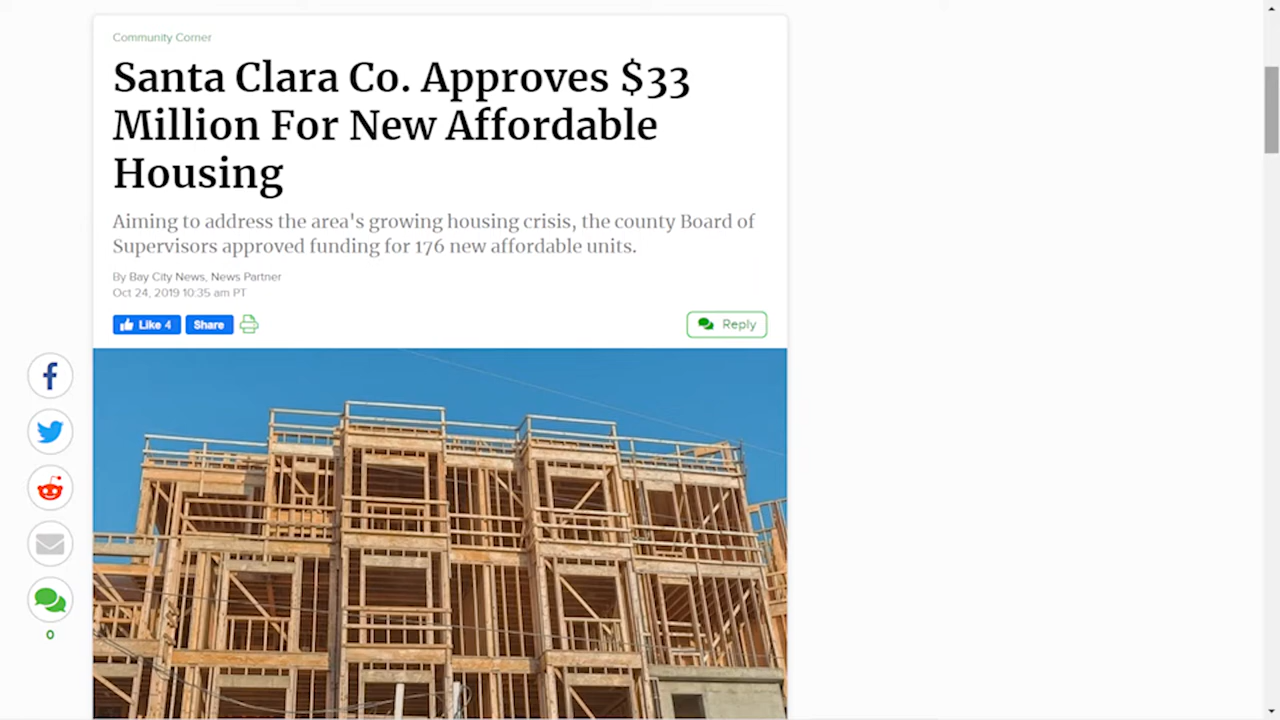 Community Corner
Santa Clara Co. Approves $33
Million For New Affordable
Housing
Aiming to address the area's growing housing crisis, the county Board of
Supervisors approved funding for 176 new affordable units.
By Bay City News, News Partner
Oct 24, 2019 10:35 am PT
Like 4 Share
Reply
0